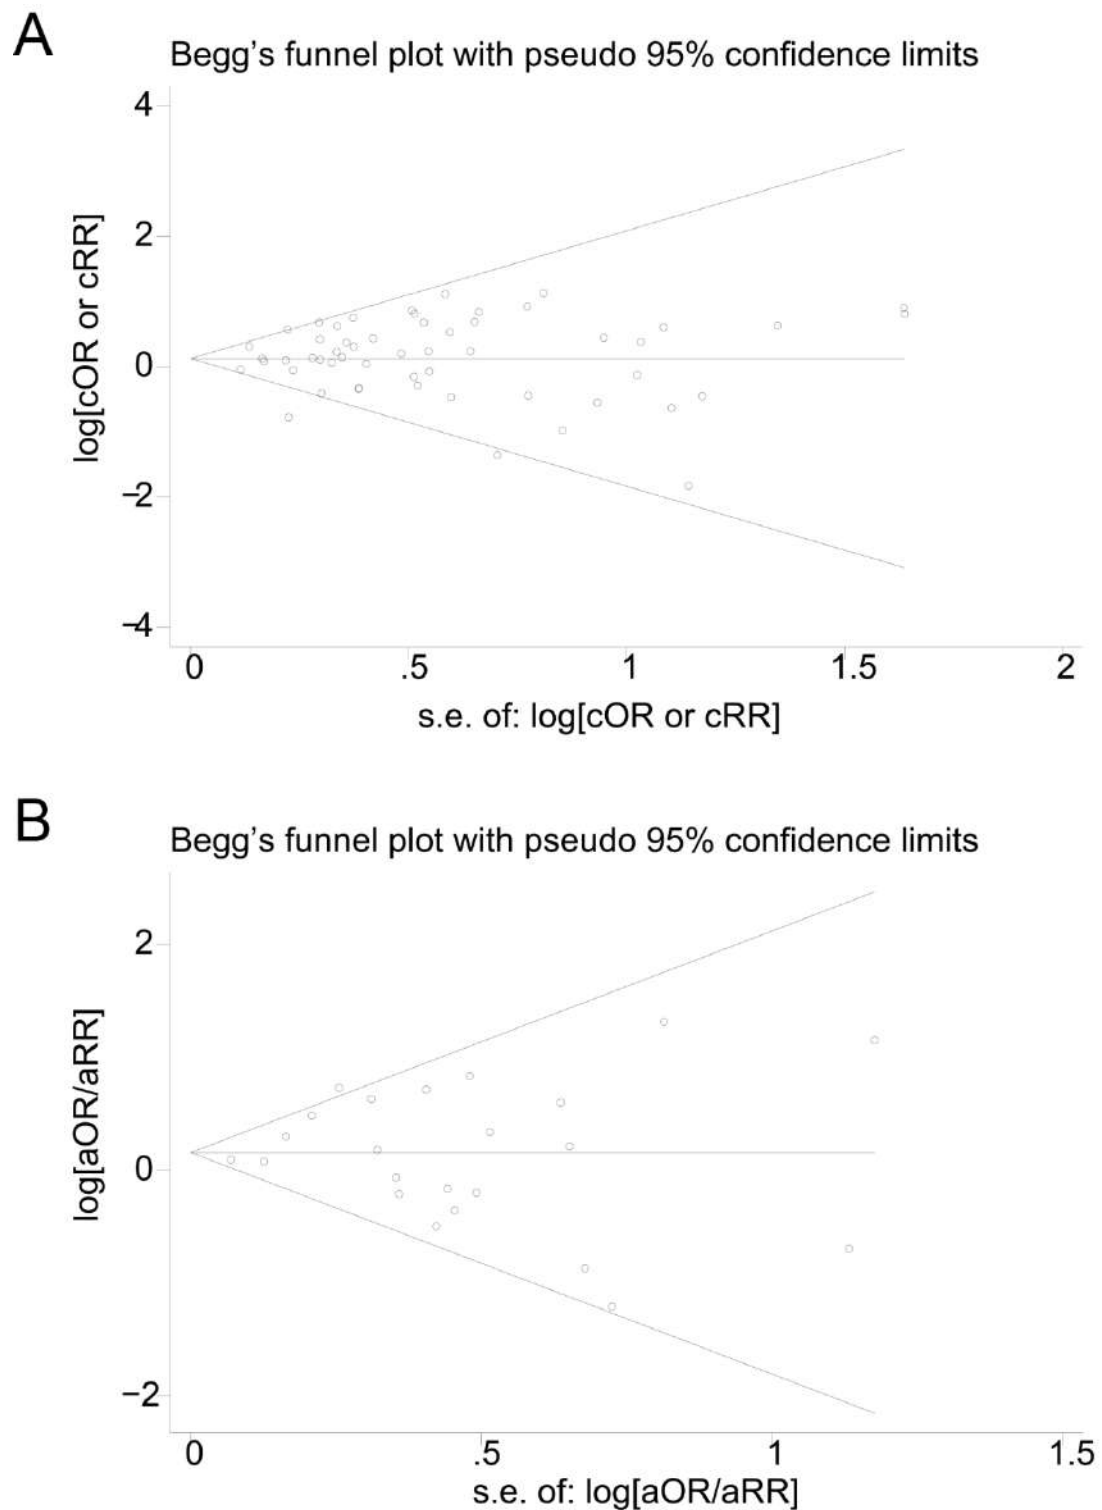 A
Begg's funnel plot with pseudo 95% confidence limits
4
2
0
−2
−4
log[cOR or cRR]
0 .5 1 1.5 2
s.e. of: log[cOR or cRR]
B
Begg's funnel plot with pseudo 95% confidence limits
2
0
−2
log[aOR/aRR]
0 .5 1 1.5
s.e. of: log[aOR/aRR]